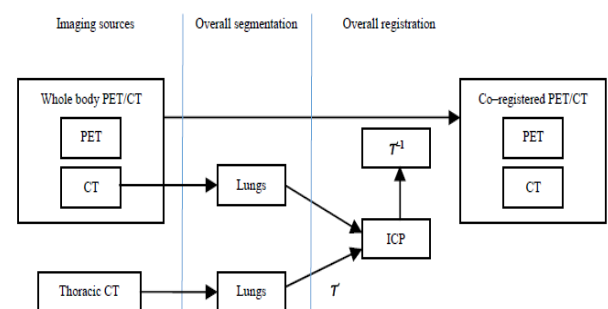 Imaging sources
Overall segmentation
Overall registration
Whole body PET/CT
PET
CT
Lungs
Thoracic CT
Lungs
T
ICP
T-1
Co–registered PET/CT
PET
CT